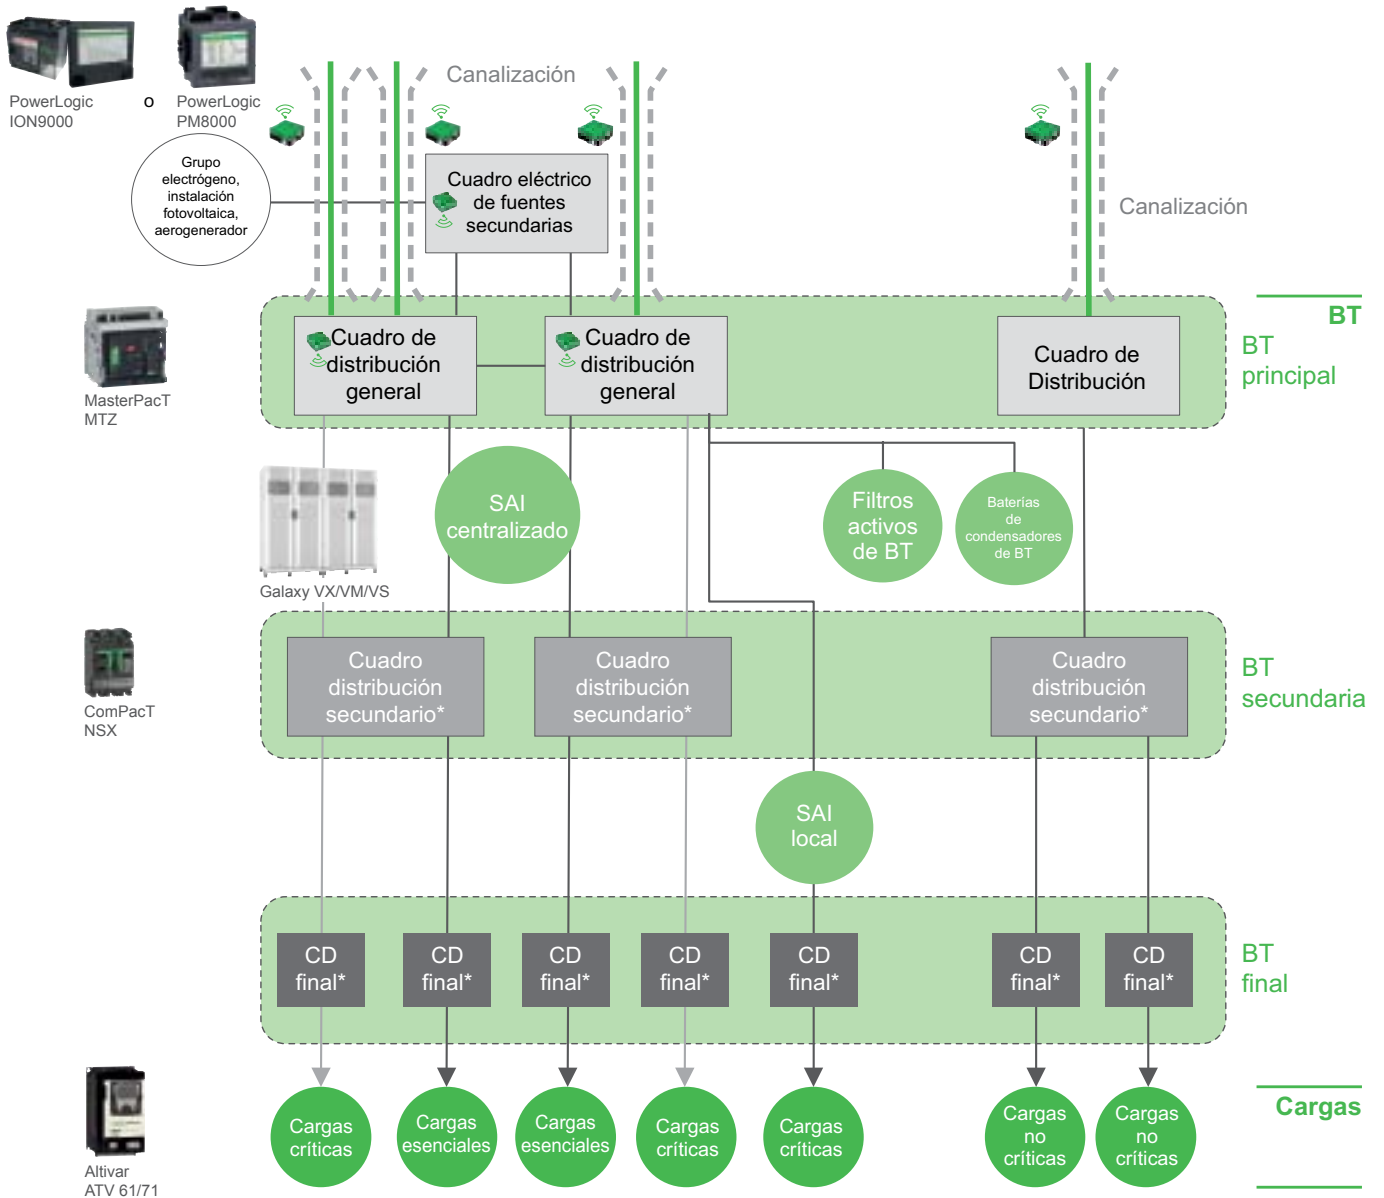 PowerLogic
ION9000
o
PowerLogic
PM8000
Canalización
Grupo
electrógeno,
instalación
fotovoltaica,
aerogenerador
Cuadro eléctrico
de fuentes
secundarias
Canalización
MasterPacT
MTZ
Cuadro de
distribución
general
Cuadro de
distribución
general
Cuadro de
Distribución
BT
BT
principal
Galaxy VX/VM/VS
SAI
centralizado
Filtros
activos
de BT
Baterías
de
condensadores
de BT
ComPacT
NSX
Cuadro
distribución
secundario*
Cuadro
distribución
secundario*
Cuadro
distribución
secundario*
BT
secundaria
SAI
local
CD
final*
CD
final*
CD
final*
CD
final*
CD
final*
CD
final*
CD
final*
BT
final
Altivar
ATV 61/71
Cargas
críticas
Cargas
esenciales
Cargas
esenciales
Cargas
críticas
Cargas
críticas
Cargas
no
críticas
Cargas
no
críticas
Cargas